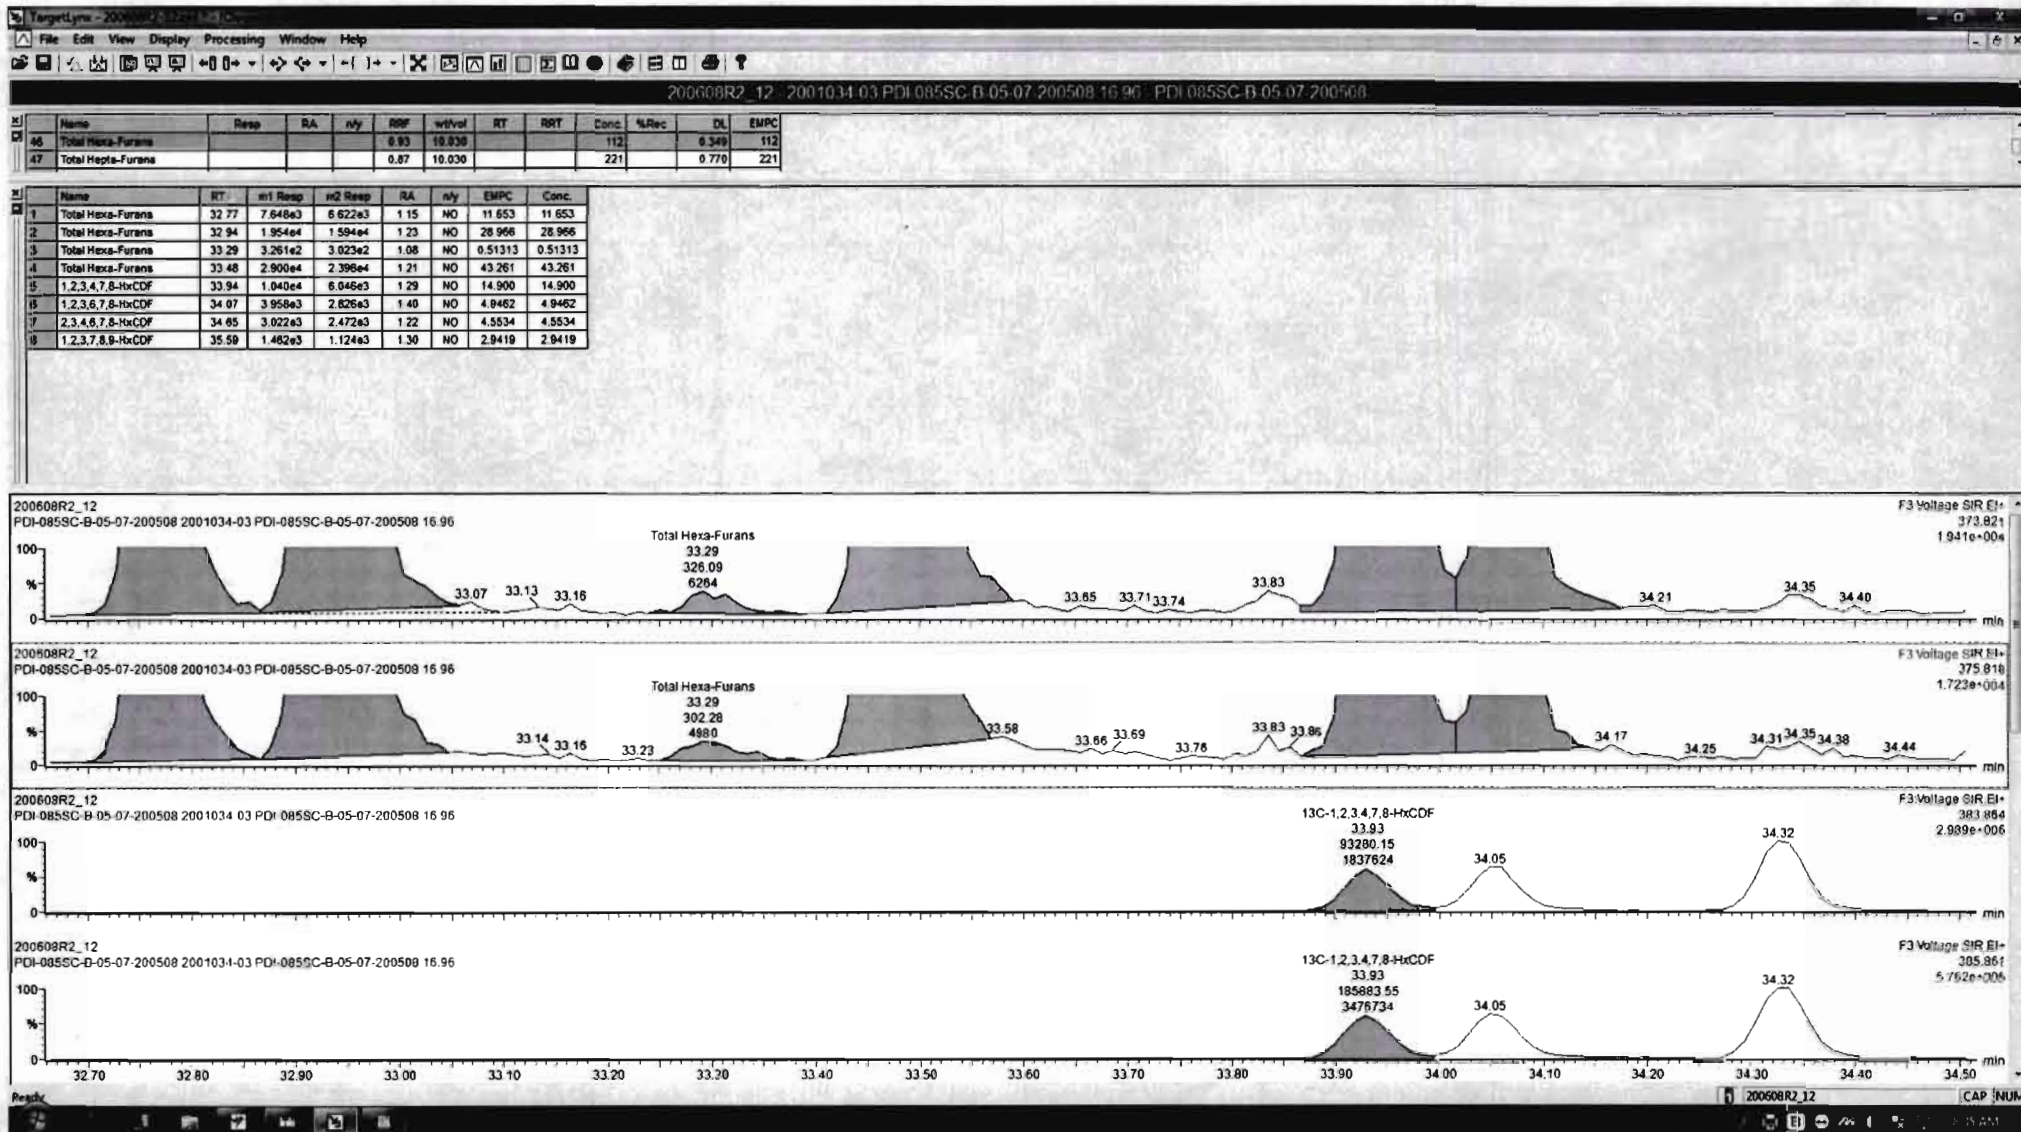 TargetLynx - 200608R2-12
File Edit View Display Processing Window Help
200608R2_12 2001034-03 PDI-085SC-B-05-07-200508 16.96 PDI-085SC-B-05-07-200508
Name Resp RA n/y RRF wt/vol RT RRT Conc. %Rec DL EMPC
46 Total Hexa-Furans 0.93 10.030 112 0.349 112
47 Total Hepta-Furans 0.87 10.030 221 0.770 221
Name RT m1 Resp m2 Resp RA n/y EMPC Conc.
1 Total Hexa-Furans 32.77 7.648e3 6.622e3 1.15 NO 11.653 11.653
2 Total Hexa-Furans 32.94 1.954e4 1.594e4 1.23 NO 28.966 28.966
3 Total Hexa-Furans 33.29 3.261e2 3.023e2 1.08 NO 0.51313 0.51313
4 Total Hexa-Furans 33.48 2.900e4 2.398e4 1.21 NO 43.261 43.261
5 1,2,3,4,7,8-HxCDF 33.94 1.040e4 8.046e3 1.29 NO 14.900 14.900
6 1,2,3,6,7,8-HxCDF 34.07 3.958e3 2.826e3 1.40 NO 4.9462 4.9462
7 2,3,4,6,7,8-HxCDF 34.65 3.022e3 2.472e3 1.22 NO 4.5534 4.5534
8 1,2,3,7,8,9-HxCDF 35.59 1.462e3 1.124e3 1.30 NO 2.9419 2.9419
200608R2_12
PDI-085SC-B-05-07-200508 2001034-03 PDI-085SC-B-05-07-200508 16.96
F3:Voltage SIR,EI+
373.821
1.941e+004
Total Hexa-Furans
33.29
326.09
6264
100
%
0
33.07 33.13 33.16 33.65 33.71 33.74 33.83 34.21 34.35 34.40
min
200608R2_12
PDI-085SC-B-05-07-200508 2001034-03 PDI-085SC-B-05-07-200508 16.96
F3:Voltage SIR,EI+
375.818
1.723e+004
Total Hexa-Furans
33.29
302.28
4980
100
%
0
33.14 33.16 33.23 33.58 33.66 33.69 33.76 33.83 33.86 34.17 34.25 34.31 34.35 34.38 34.44
min
200608R2_12
PDI-085SC-B-05-07-200508 2001034-03 PDI-085SC-B-05-07-200508 16.96
F3:Voltage SIR,EI+
383.864
2.939e+006
13C-1,2,3,4,7,8-HxCDF
33.93
93280.15
1837624
34.05
34.32
100
%
0
min
200608R2_12
PDI-085SC-B-05-07-200508 2001034-03 PDI-085SC-B-05-07-200508 16.96
F3:Voltage SIR,EI+
385.861
5.762e+006
13C-1,2,3,4,7,8-HxCDF
33.93
185883.55
3476734
34.05
34.32
100
%
0
min
32.70 32.80 32.90 33.00 33.10 33.20 33.30 33.40 33.50 33.60 33.70 33.80 33.90 34.00 34.10 34.20 34.30 34.40 34.50
Ready
200608R2_12 CAP NUM